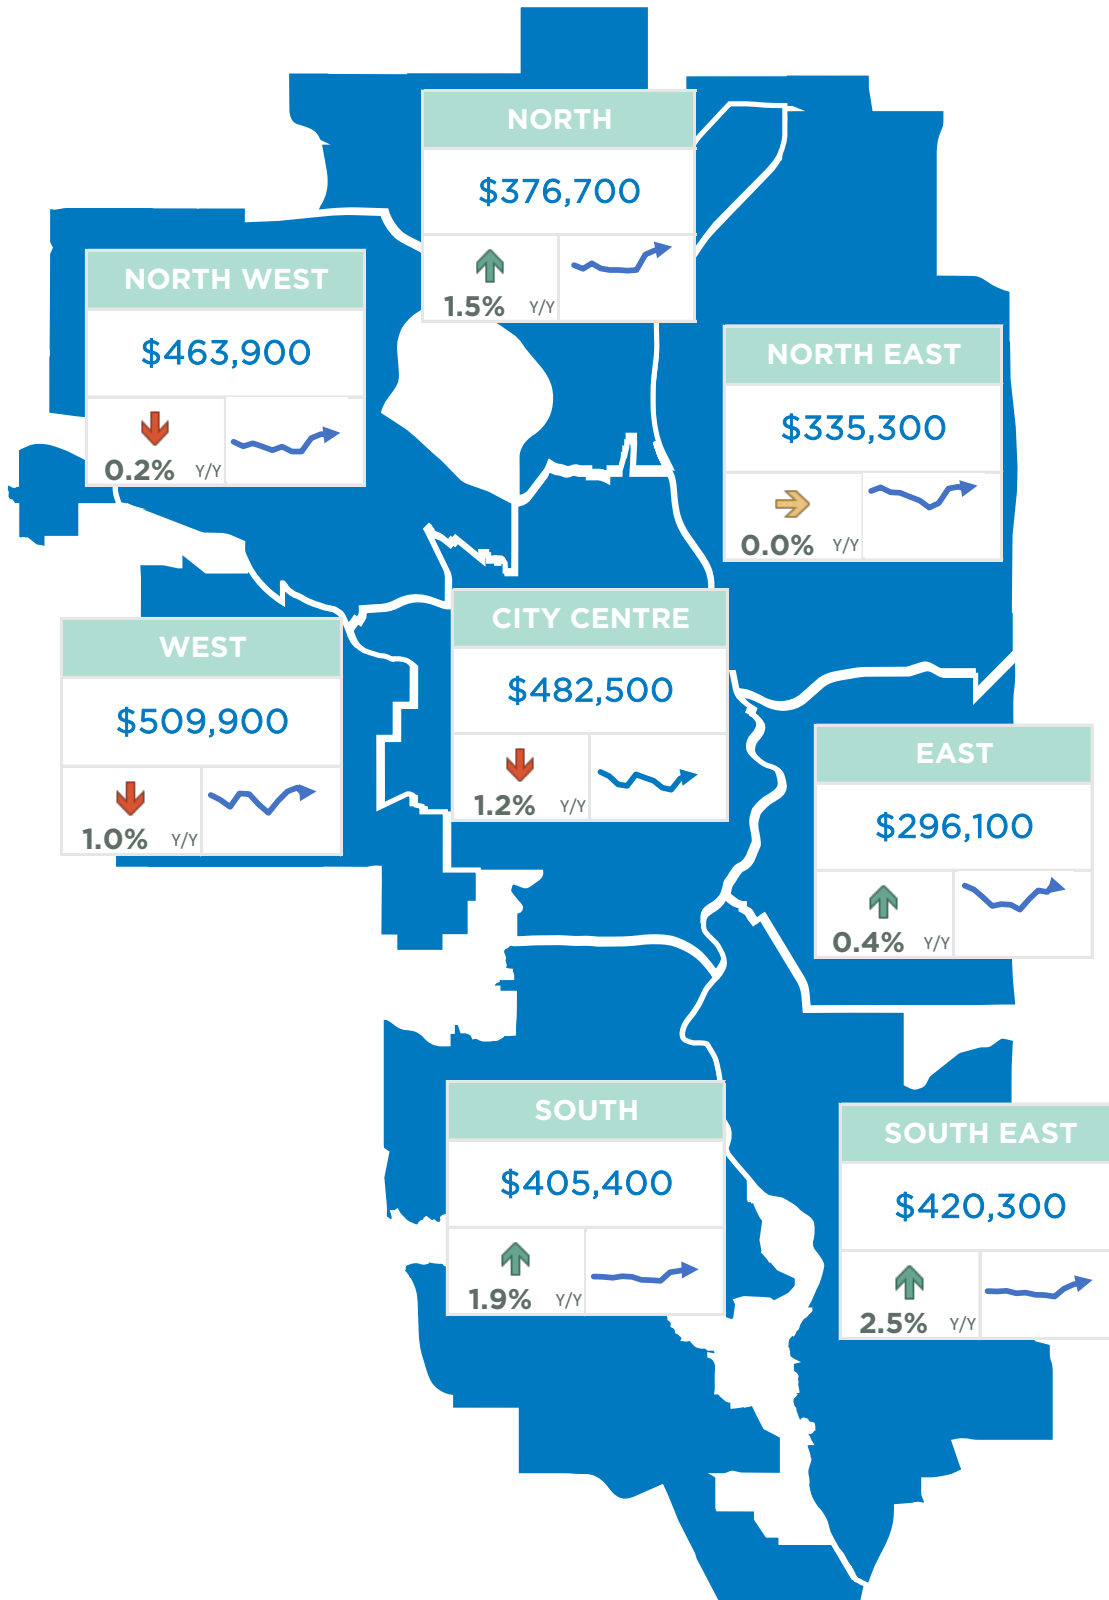 NORTH
$376,700
1.5% Y/Y
NORTH WEST
$463,900
0.2% Y/Y
NORTH EAST
$335,300
0.0% Y/Y
CITY CENTRE
$482,500
1.2% Y/Y
WEST
$509,900
1.0% Y/Y
EAST
$296,100
0.4% Y/Y
SOUTH
$405,400
1.9% Y/Y
SOUTH EAST
$420,300
2.5% Y/Y